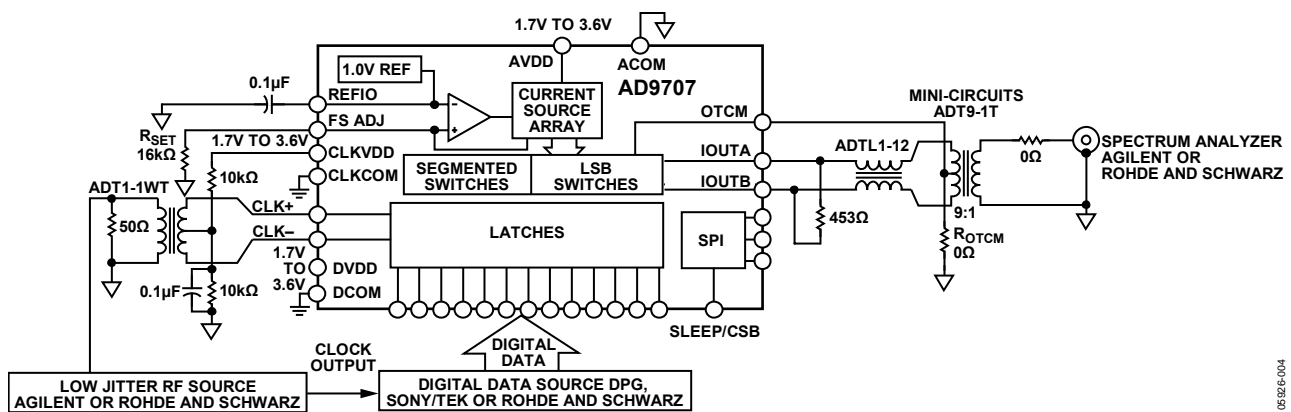 1.7V TO 3.6V
AVDD
ACOM
AD9707
1.0V REF
0.1µF
REFIO
FS ADJ
CURRENT
SOURCE
ARRAY
OTCM
MINI-CIRCUITS
ADT9-1T
RSET
16kΩ
1.7V TO 3.6V
CLKVDD
CLKCOM
10kΩ
SEGMENTED
SWITCHES
LSB
SWITCHES
IOUTA
IOUTB
ADTL1-12
0Ω
SPECTRUM ANALYZER
AGILENT OR
ROHDE AND SCHWARZ
ADT1-1WT
50Ω
CLK+
CLK–
LATCHES
SPI
453Ω
9:1
ROTCM
0Ω
1.7V
TO
3.6V
DVDD
DCOM
0.1µF
10kΩ
SLEEP/CSB
DIGITAL
DATA
CLOCK
OUTPUT
LOW JITTER RF SOURCE
AGILENT OR ROHDE AND SCHWARZ
DIGITAL DATA SOURCE DPG,
SONY/TEK OR ROHDE AND SCHWARZ
05926-004